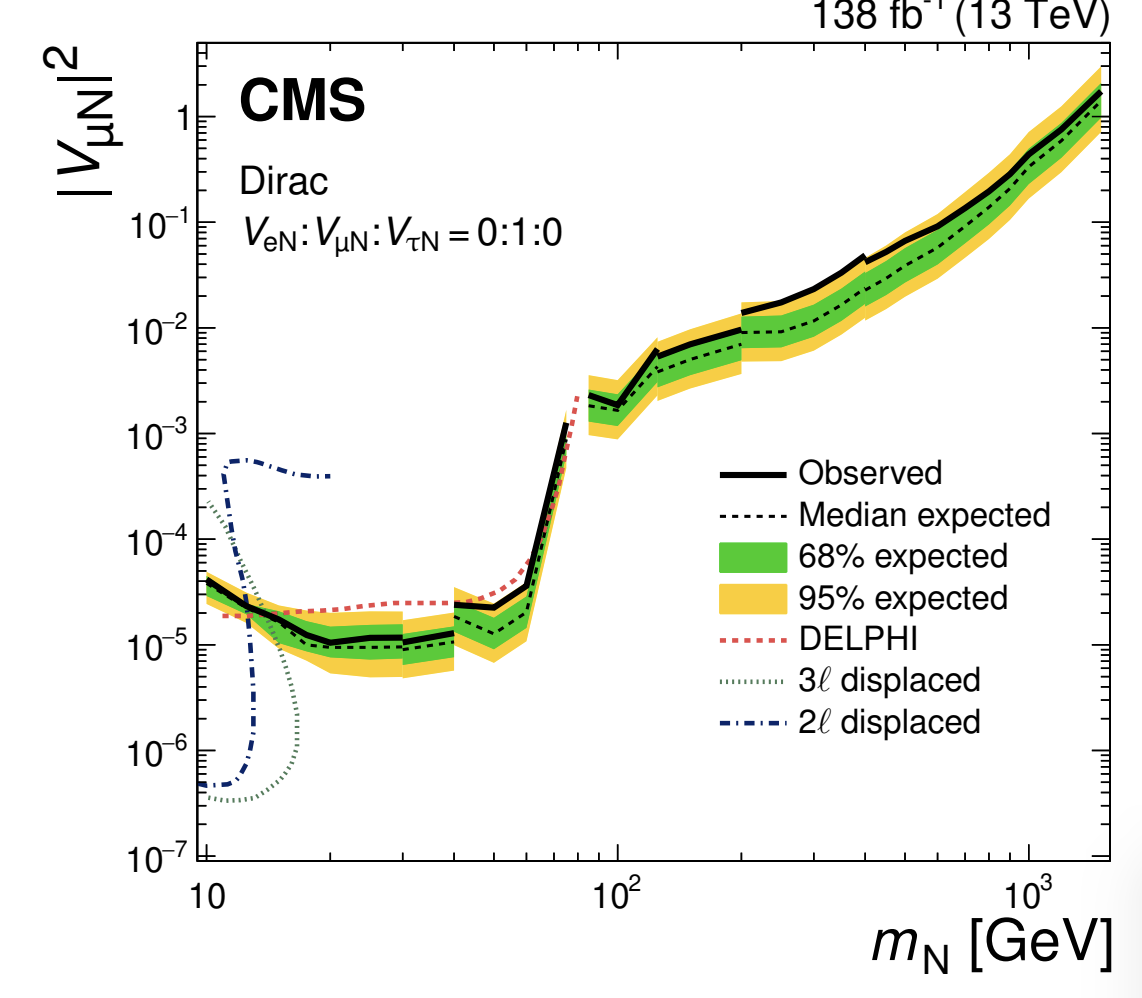 138 fb⁻¹ (13 TeV)
|V_μN|²
CMS
Dirac
V_eN : V_μN : V_τN = 0:1:0
1
10⁻¹
10⁻²
10⁻³
10⁻⁴
10⁻⁵
10⁻⁶
10⁻⁷
Observed
Median expected
68% expected
95% expected
DELPHI
3ℓ displaced
2ℓ displaced
10 10² 10³
m_N [GeV]